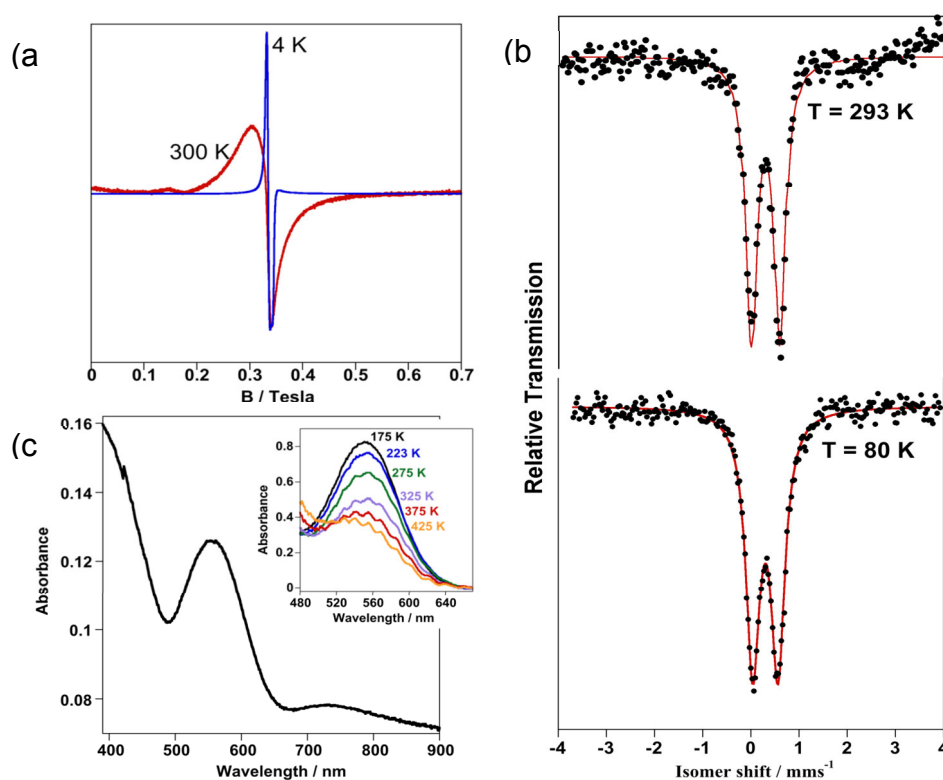 (a)
4 K
300 K
0 0.1 0.2 0.3 0.4 0.5 0.6 0.7
B / Tesla
(b)
T = 293 K
T = 80 K
Relative Transmission
-4 -3 -2 -1 0 1 2 3 4
Isomer shift / mms-1
(c)
0.16
0.14
0.12
0.1
0.08
Absorbance
400 500 600 700 800 900
Wavelength / nm
0.8
0.6
0.4
0.2
0
Absorbance
175 K
223 K
275 K
325 K
375 K
425 K
480 520 560 600 640
Wavelength / nm